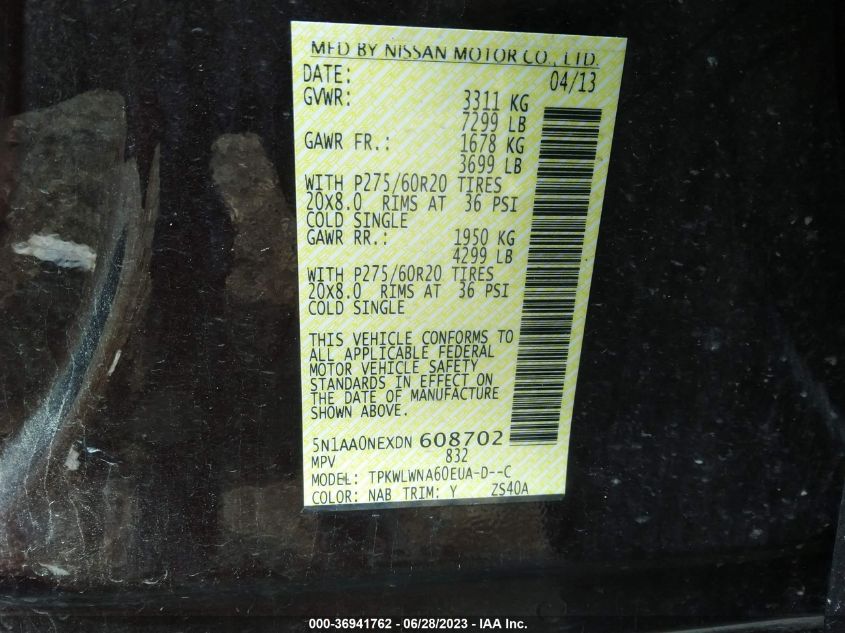 MFD BY NISSAN MOTOR CO., LTD.
DATE: 04/13
GVWR: 3311 KG
7299 LB
GAWR FR.: 1678 KG
3699 LB
WITH P275/60R20 TIRES
20X8.0 RIMS AT 36 PSI
COLD SINGLE
GAWR RR.: 1950 KG
4299 LB
WITH P275/60R20 TIRES
20X8.0 RIMS AT 36 PSI
COLD SINGLE
THIS VEHICLE CONFORMS TO
ALL APPLICABLE FEDERAL
MOTOR VEHICLE SAFETY
STANDARDS IN EFFECT ON
THE DATE OF MANUFACTURE
SHOWN ABOVE.
5N1AA0NEXDN 608702
MPV 832
MODEL: TPKWLWNA60EUA-D--C
COLOR: NAB TRIM: Y ZS40A
000-36941762 - 06/28/2023 - IAA Inc.